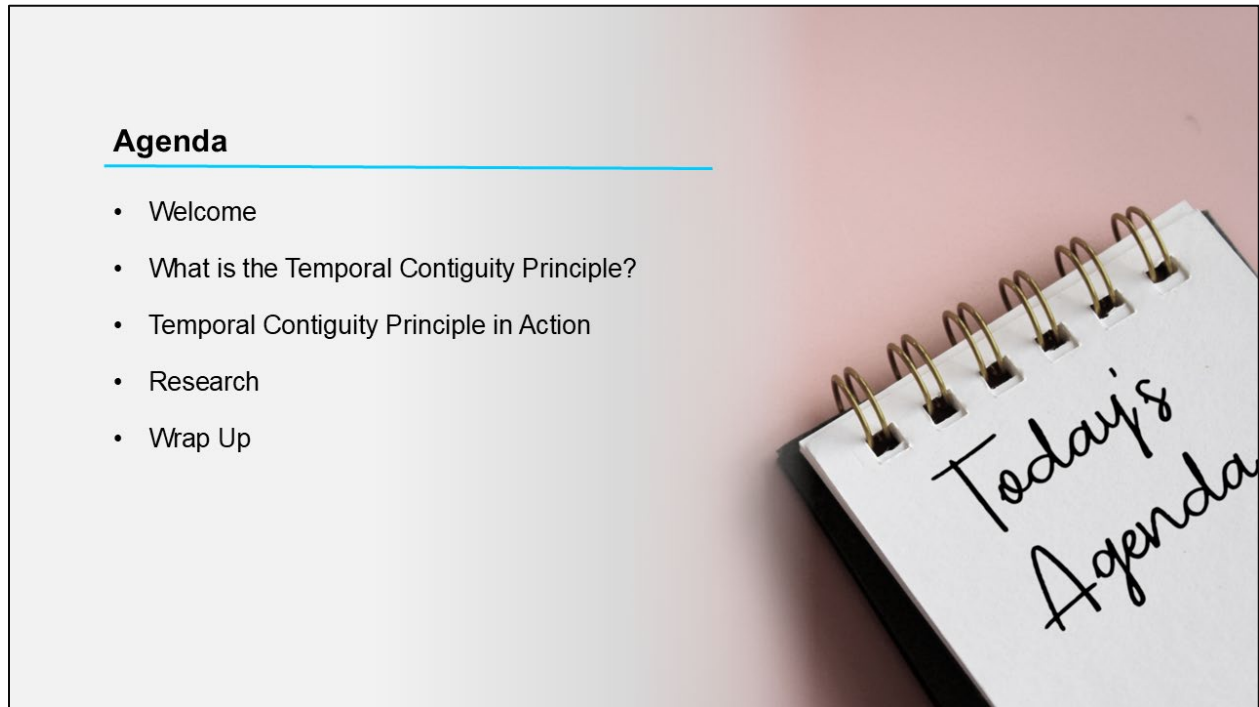 Agenda
• Welcome
• What is the Temporal Contiguity Principle?
• Temporal Contiguity Principle in Action
• Research
• Wrap Up
Today's
Agenda